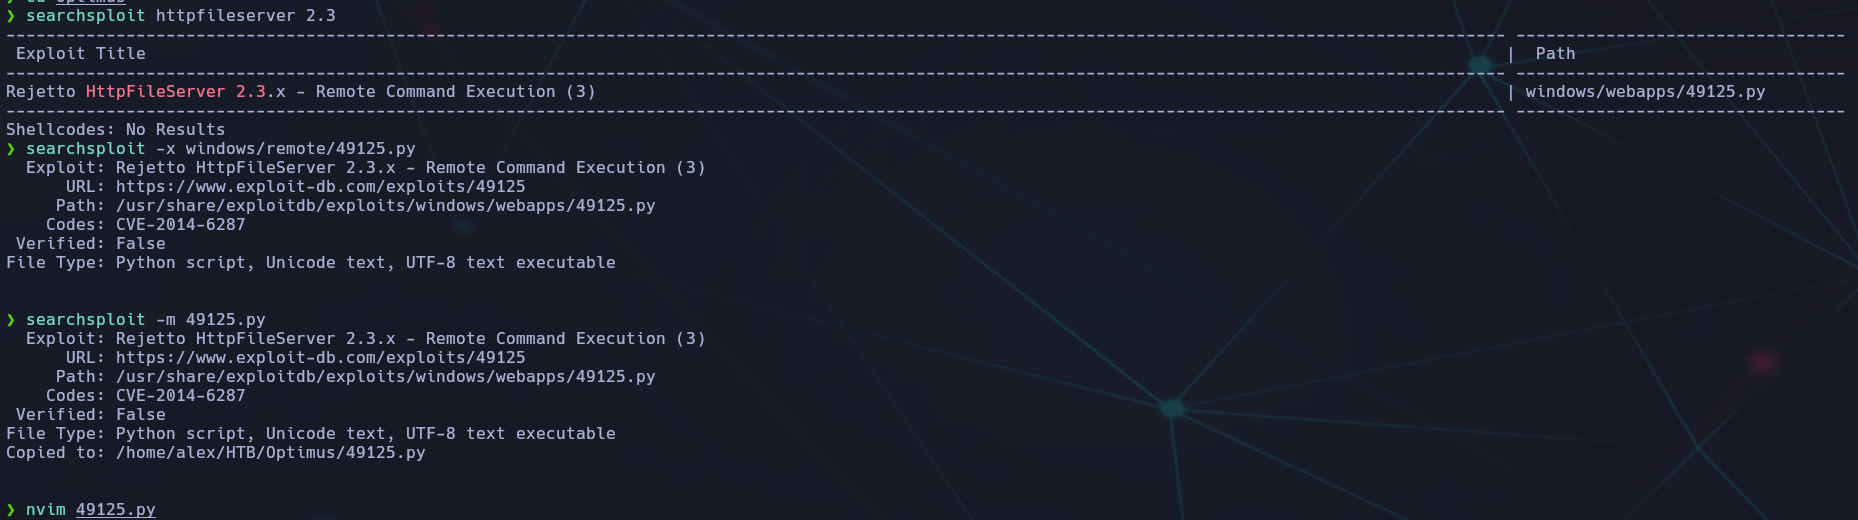 ❯ searchsploit httpfileserver 2.3
------------------------------------------------------------------------------------------------------------------------------------------------------ ---------------------------------
 Exploit Title                                                                                                                                        |  Path
------------------------------------------------------------------------------------------------------------------------------------------------------ ---------------------------------
Rejetto HttpFileServer 2.3.x - Remote Command Execution (3)                                                                                           | windows/webapps/49125.py
------------------------------------------------------------------------------------------------------------------------------------------------------ ---------------------------------
Shellcodes: No Results
❯ searchsploit -x windows/remote/49125.py
  Exploit: Rejetto HttpFileServer 2.3.x - Remote Command Execution (3)
      URL: https://www.exploit-db.com/exploits/49125
     Path: /usr/share/exploitdb/exploits/windows/webapps/49125.py
    Codes: CVE-2014-6287
 Verified: False
File Type: Python script, Unicode text, UTF-8 text executable
❯ searchsploit -m 49125.py
  Exploit: Rejetto HttpFileServer 2.3.x - Remote Command Execution (3)
      URL: https://www.exploit-db.com/exploits/49125
     Path: /usr/share/exploitdb/exploits/windows/webapps/49125.py
    Codes: CVE-2014-6287
 Verified: False
File Type: Python script, Unicode text, UTF-8 text executable
Copied to: /home/alex/HTB/Optimus/49125.py
❯ nvim 49125.py